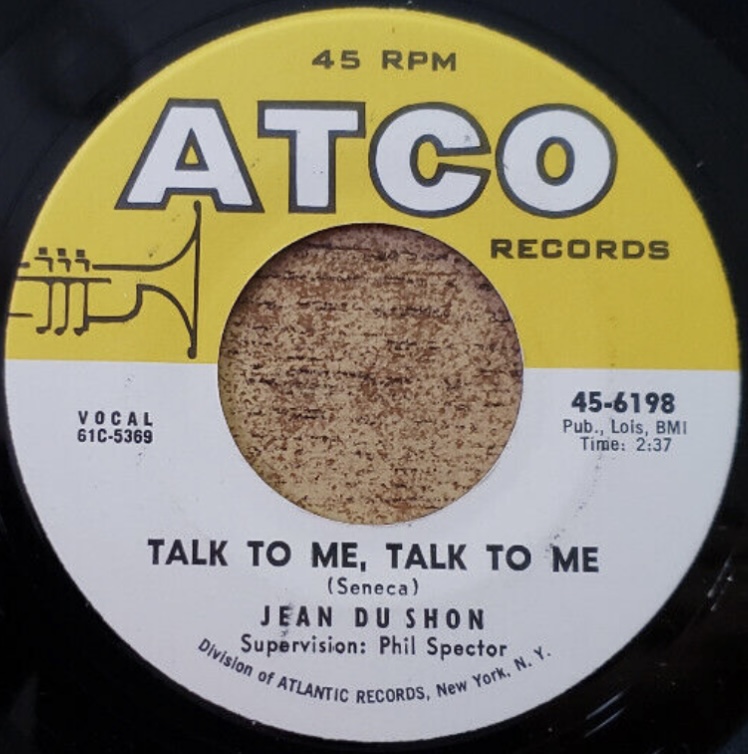 45 RPM
ATCO
RECORDS
VOCAL
61C-5369
45-6198
Pub., Lois, BMI
Time: 2:37
TALK TO ME, TALK TO ME
(Seneca)
JEAN DU SHON
Supervision: Phil Spector
Division of ATLANTIC RECORDS, New York, N. Y.